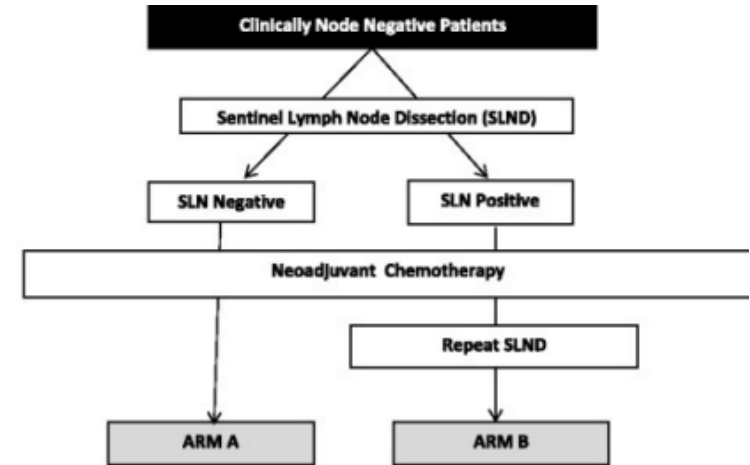 Clinically Node Negative Patients
Sentinel Lymph Node Dissection (SLND)
SLN Negative
SLN Positive
Neoadjuvant Chemotherapy
Repeat SLND
ARM A
ARM B